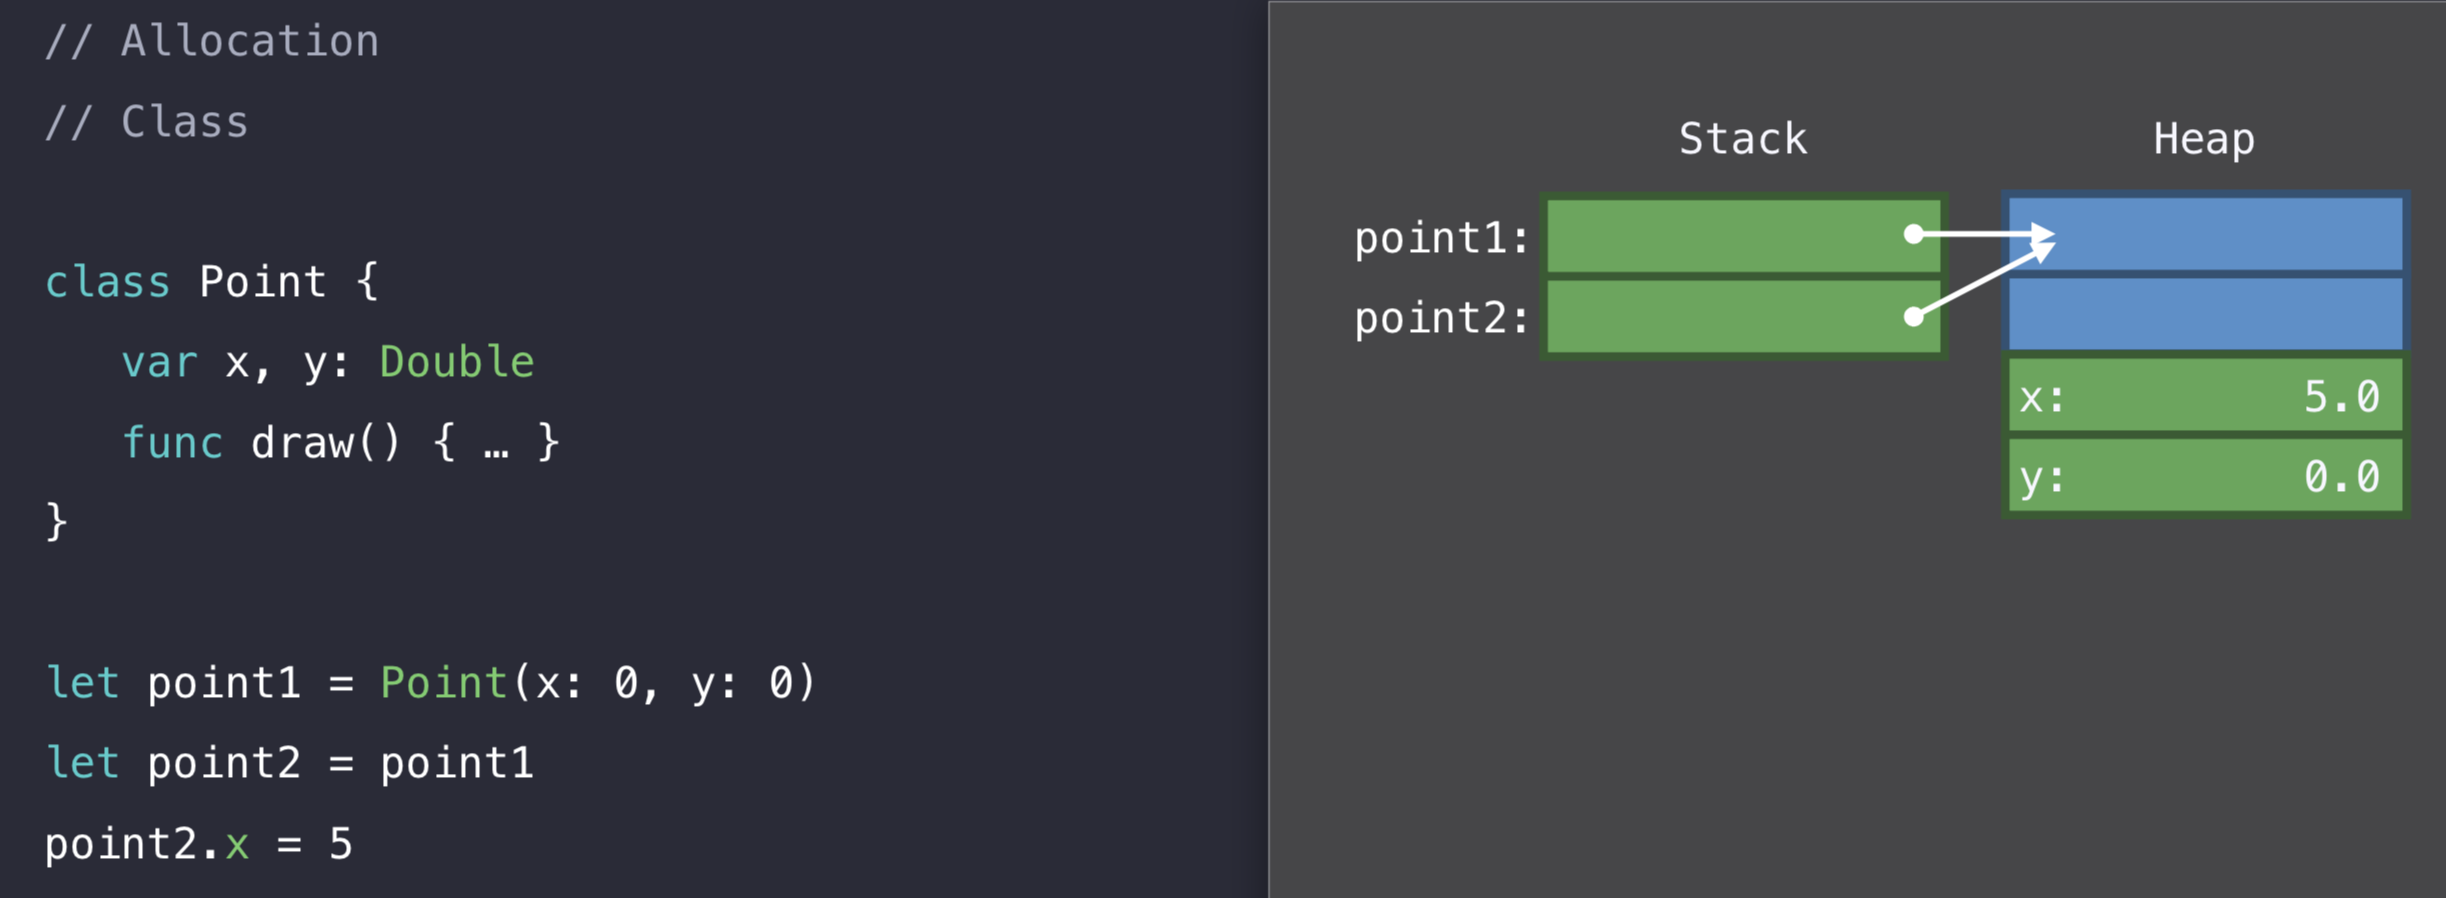 // Allocation
// Class
class Point {
   var x, y: Double
   func draw() { … }
}
let point1 = Point(x: 0, y: 0)
let point2 = point1
point2.x = 5
Stack Heap
point1:
point2:
x: 5.0
y: 0.0